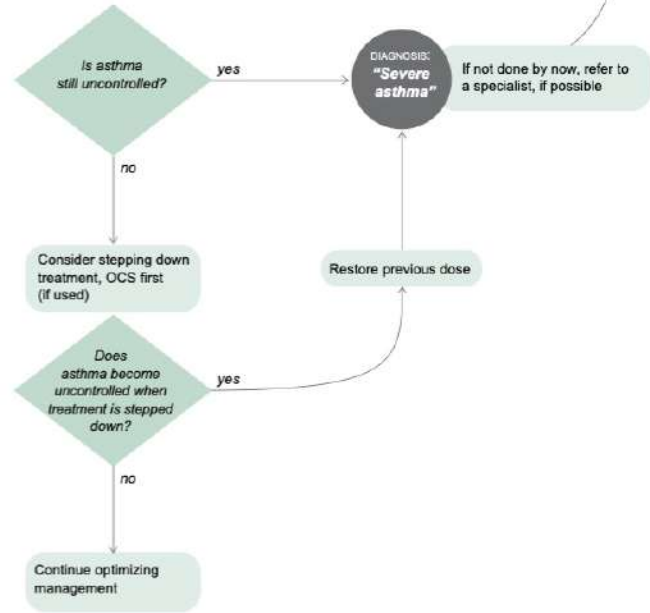 Is asthma
still uncontrolled?
yes
DIAGNOSIS:
"Severe
asthma"
If not done by now, refer to
a specialist, if possible
no
Consider stepping down
treatment, OCS first
(if used)
Restore previous dose
Does
asthma become
uncontrolled when
treatment is stepped
down?
yes
no
Continue optimizing
management